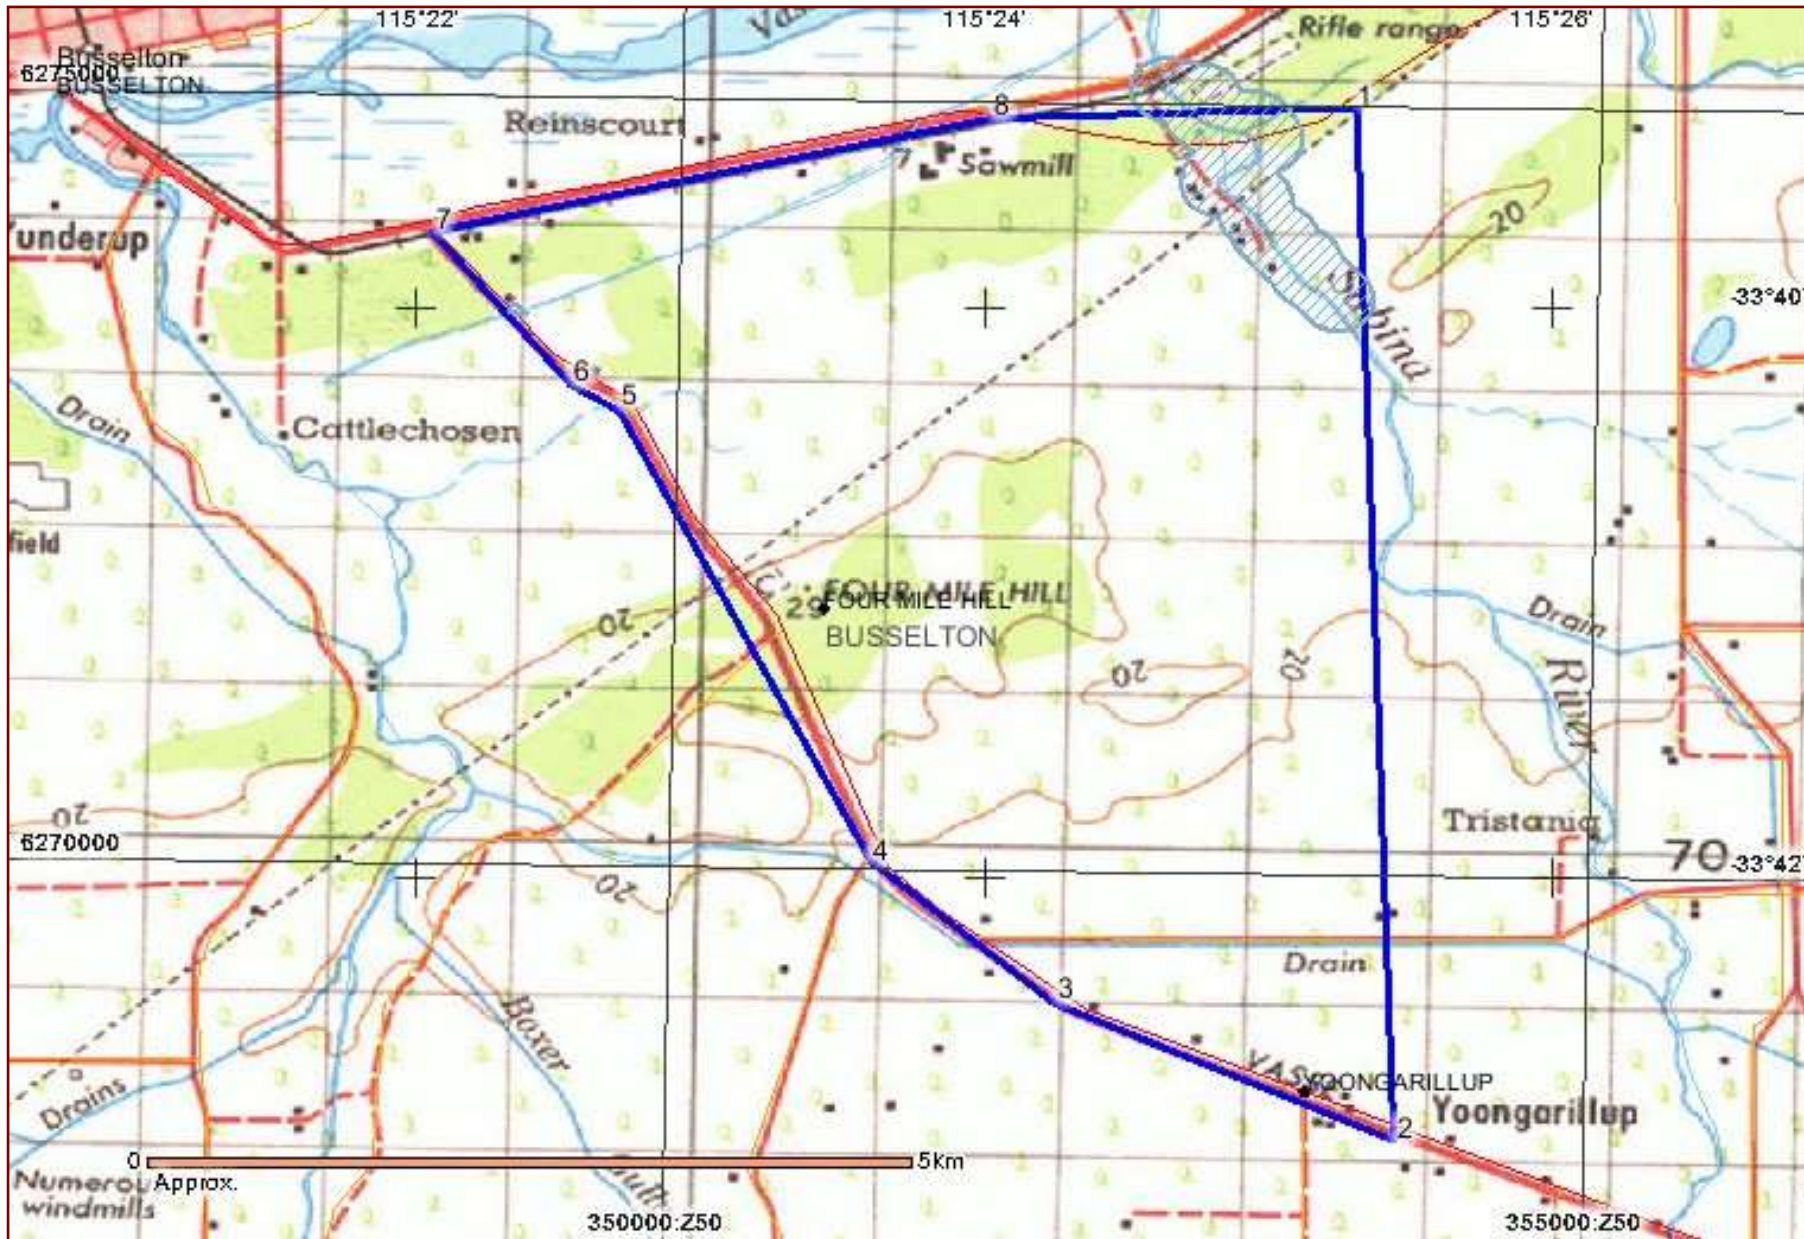 115°22'
115°24'
115°26'
Vas
Rifle range
Busselton
6275000
BUSSELTON
Reinscourt
8
1
7
Sawmill
7
Yunderup
20
Sabina
-33°40
6
5
Drain
Cattlechosen
field
FOUR MILE HILL
29
FOUR MILE HILL
BUSSELTON
20
Drain
20
20
River
20
Tristania
6270000
4
70
-33°42
20
Drain
3
Boxer
YOONGARILLUP
Drains
Yoongarillup
2
0
5Km
Approx.
Numerou
windmills
Gully
350000:Z50
355000:Z50